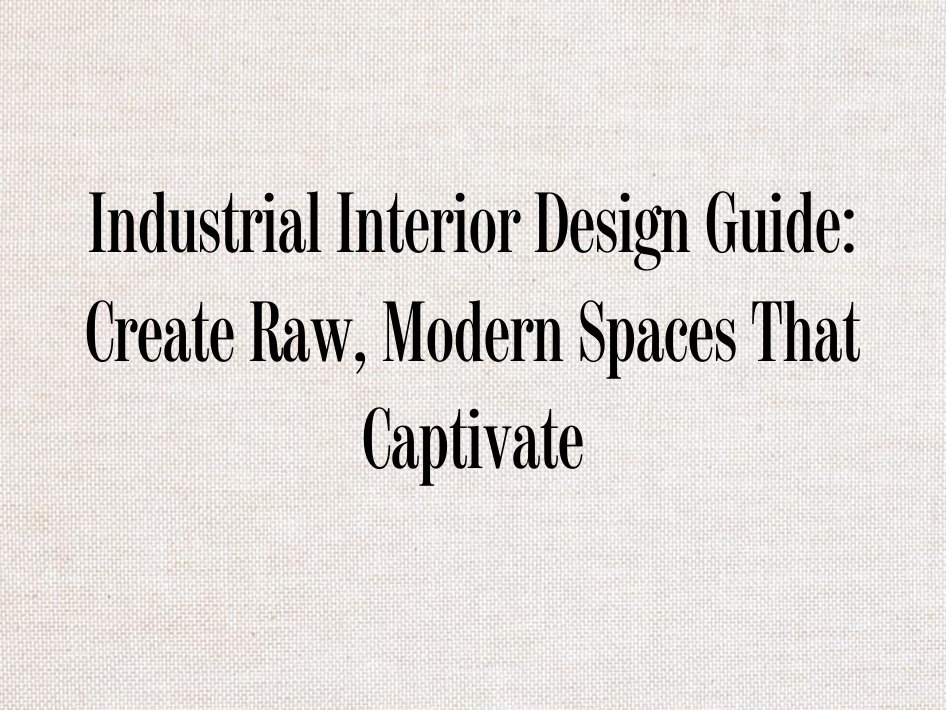 Industrial Interior Design Guide:
Create Raw, Modern Spaces That
Captivate